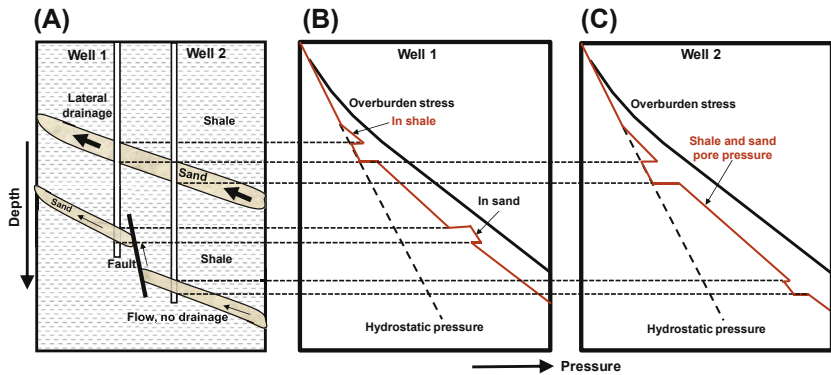 (A)
Well 1
Well 2
Lateral
drainage
Shale
Sand
Sand
Fault
Shale
Flow, no drainage
Depth
(B)
Well 1
Overburden stress
In shale
In sand
Hydrostatic pressure
(C)
Well 2
Overburden stress
Shale and sand
pore pressure
Hydrostatic pressure
Pressure